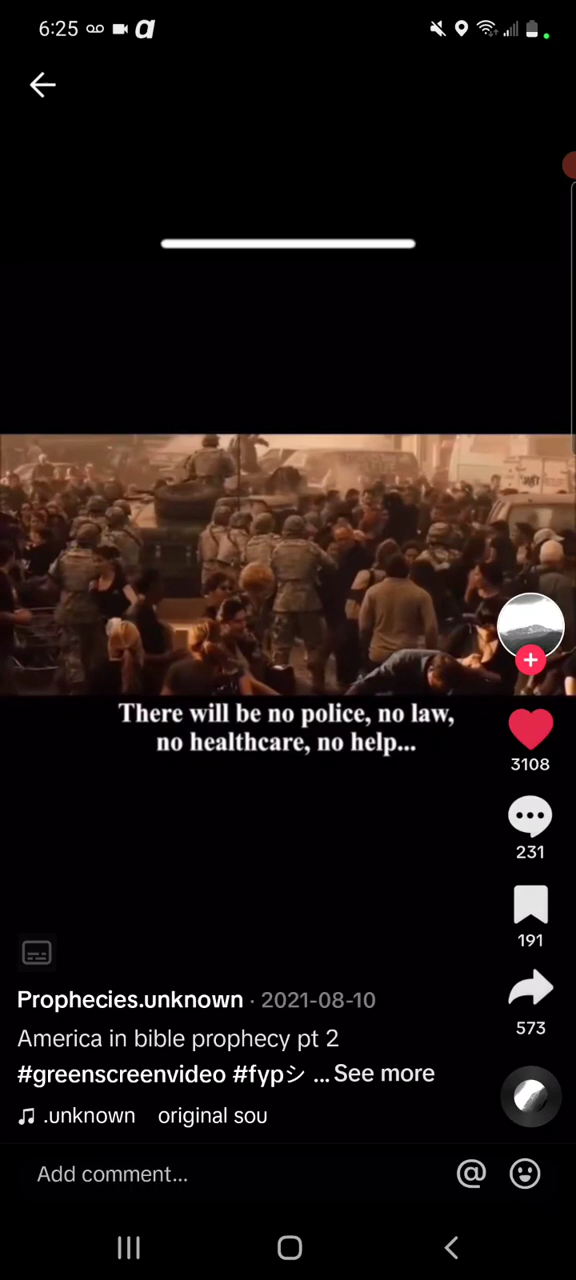 6:25
There will be no police, no law,
no healthcare, no help...
3108
231
191
573
Prophecies.unknown · 2021-08-10
America in bible prophecy pt 2
#greenscreenvideo #fypシ ... See more
.unknown original sou
Add comment...